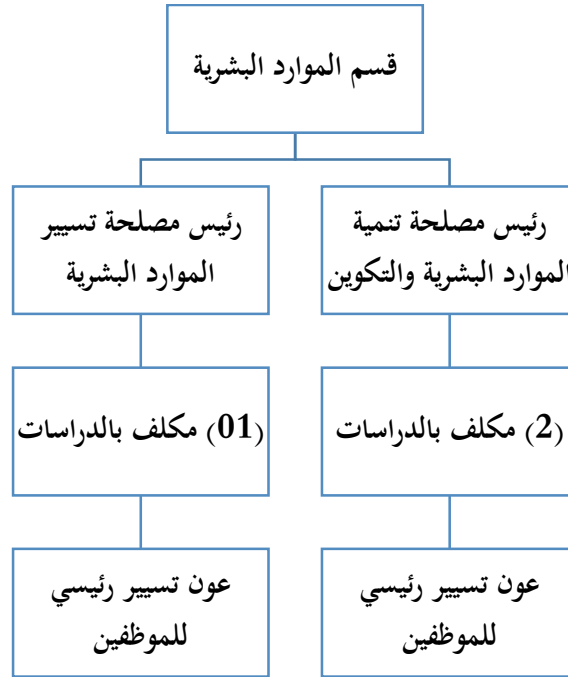 قسم الموارد البشرية
رئيس مصلحة تنمية
الموارد البشرية والتكوين
رئيس مصلحة تسيير
الموارد البشرية
(2) مكلف بالدراسات
(01) مكلف بالدراسات
عون تسيير رئيسي
للموظفين
عون تسيير رئيسي
للموظفين